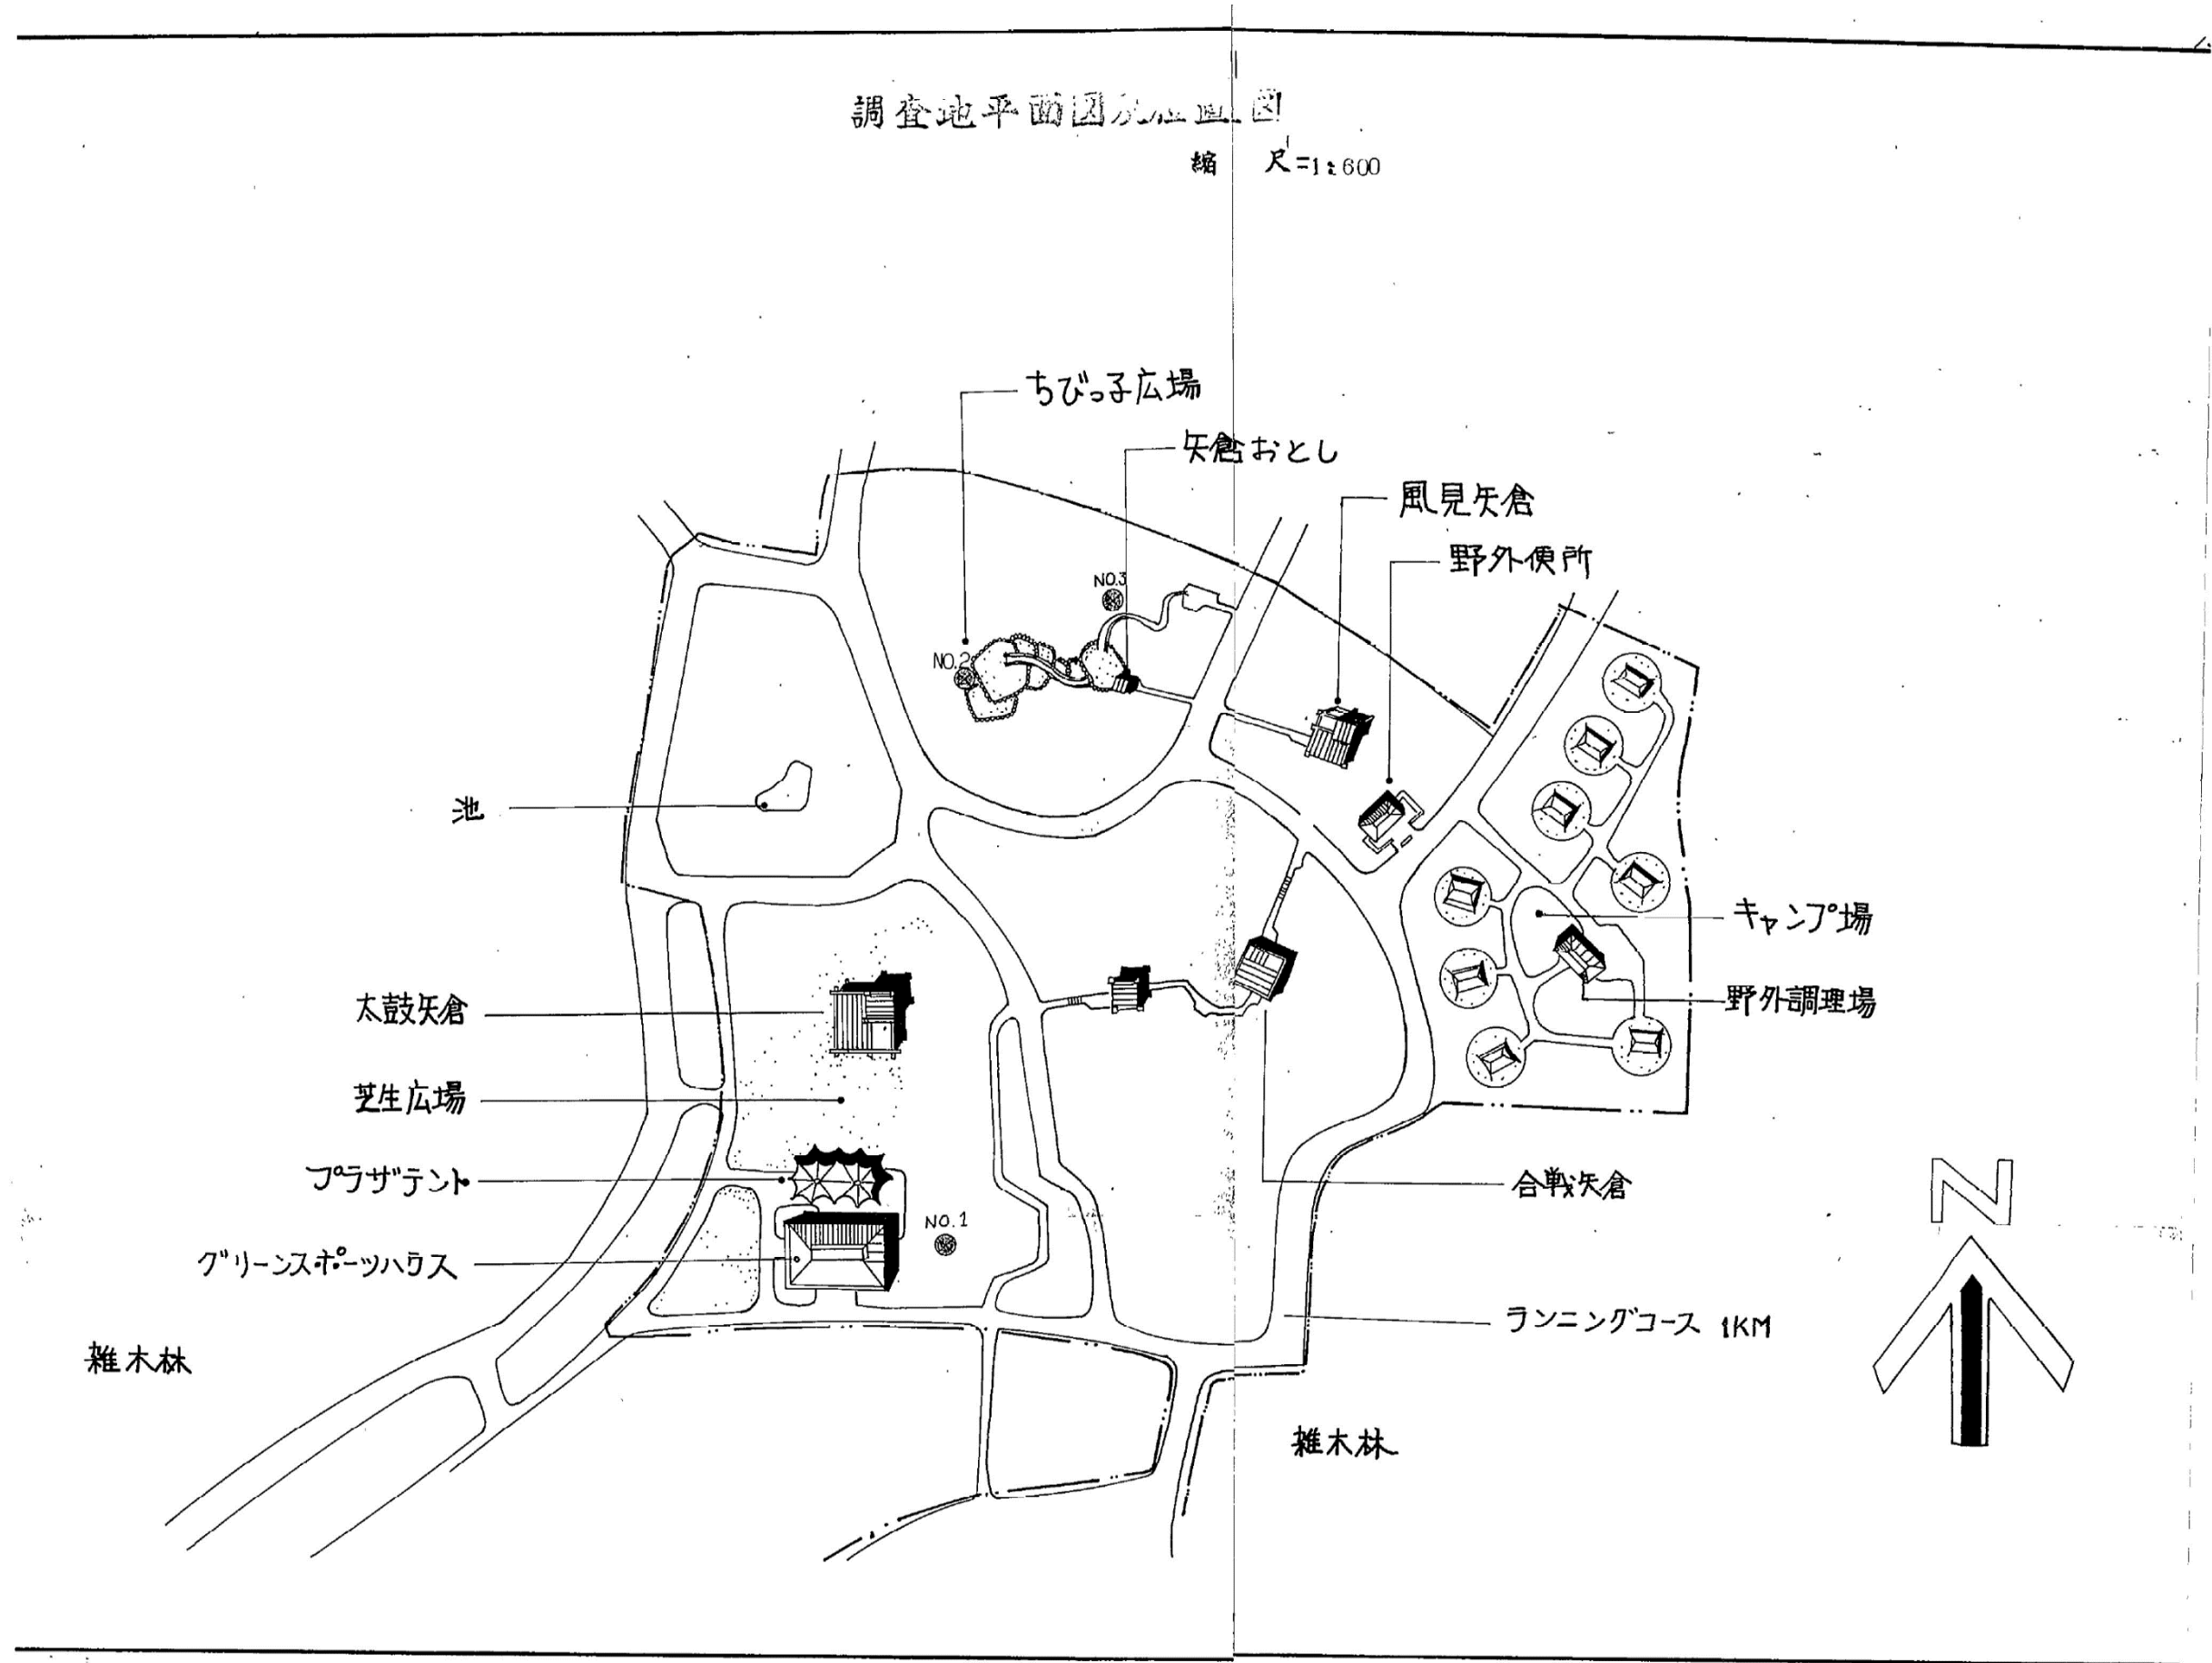 調査地平面図
図
縮 尺=1:600
ちびっ子広場
矢倉おとし
風見矢倉
野外便所
NO.3
NO.2
池
キャンプ場
太鼓矢倉
野外調理場
芝生広場
プラザテント
合戦矢倉
NO.1
グリーンスポーツハウス
ランニングコース 1KM
雑木林
雑木林
N